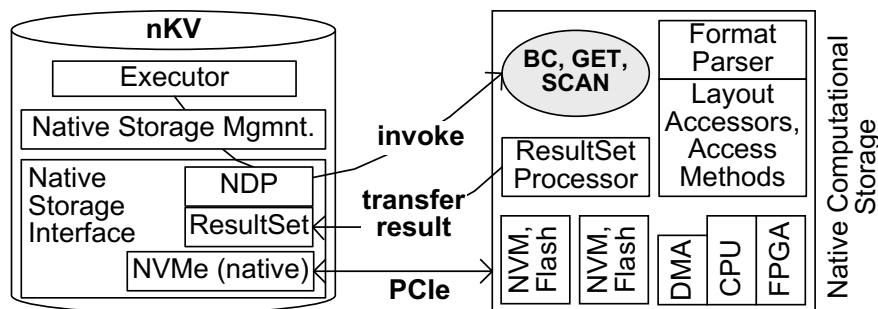 nKV
Executor
Native Storage Mgmnt.
Native
Storage
Interface
NDP
ResultSet
NVMe (native)
invoke
transfer
result
PCIe
BC, GET,
SCAN
Format
Parser
Layout
Accessors,
Access
Methods
ResultSet
Processor
NVM,
Flash
NVM,
Flash
DMA
CPU
FPGA
Native Computational
Storage